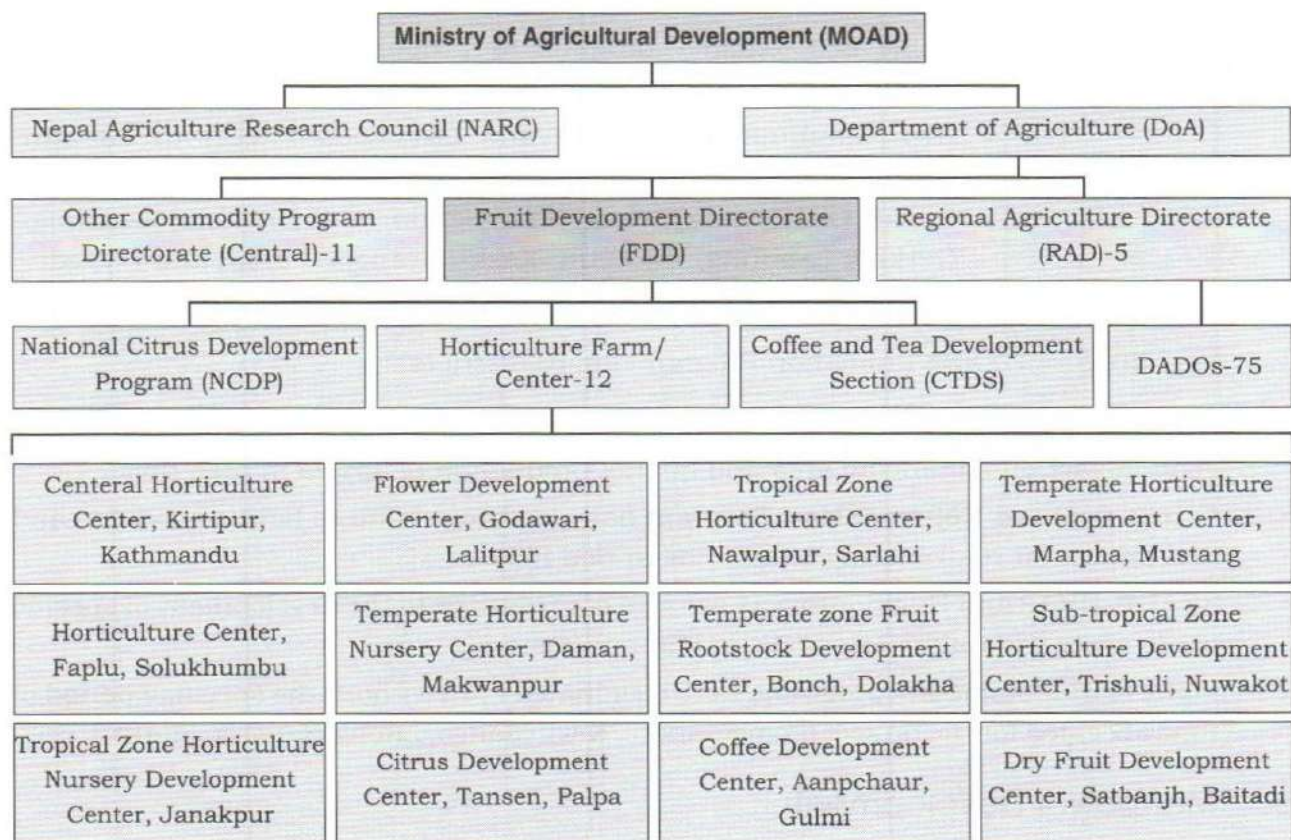 Ministry of Agricultural Development (MOAD)
Nepal Agriculture Research Council (NARC)
Department of Agriculture (DoA)
Other Commodity Program
Directorate (Central)-11
Fruit Development Directorate
(FDD)
Regional Agriculture Directorate
(RAD)-5
National Citrus Development
Program (NCDP)
Horticulture Farm/
Center-12
Coffee and Tea Development
Section (CTDS)
DADOs-75
Centeral Horticulture
Center, Kirtipur,
Kathmandu
Flower Development
Center, Godawari,
Lalitpur
Tropical Zone
Horticulture Center,
Nawalpur, Sarlahi
Temperate Horticulture
Development Center,
Marpha, Mustang
Horticulture Center,
Faplu, Solukhumbu
Temperate Horticulture
Nursery Center, Daman,
Makwanpur
Temperate zone Fruit
Rootstock Development
Center, Bonch, Dolakha
Sub-tropical Zone
Horticulture Development
Center, Trishuli, Nuwakot
Tropical Zone Horticulture
Nursery Development
Center, Janakpur
Citrus Development
Center, Tansen, Palpa
Coffee Development
Center, Aanpchaur,
Gulmi
Dry Fruit Development
Center, Satbanjh, Baitadi